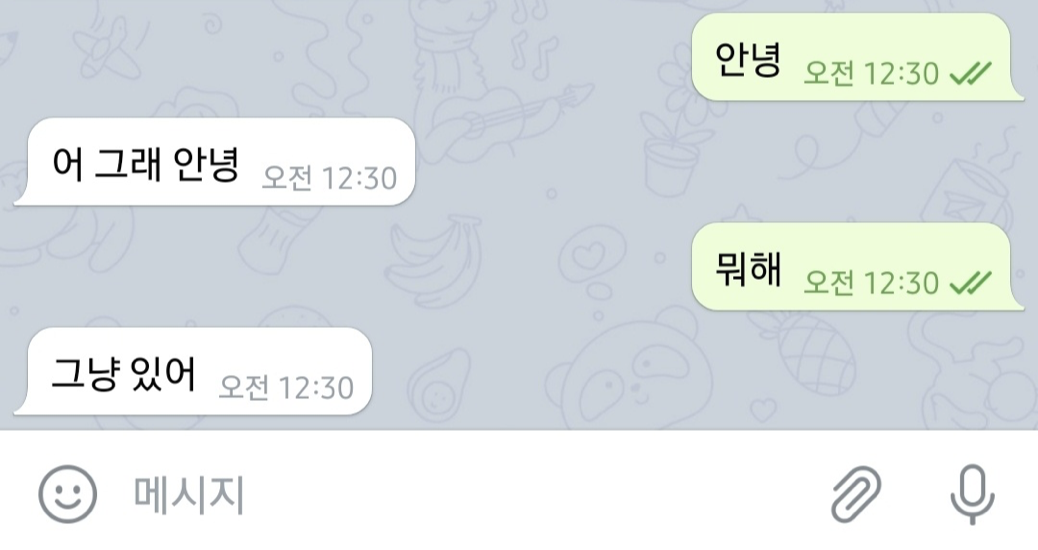 안녕 오전 12:30
어 그래 안녕 오전 12:30
뭐해 오전 12:30
그냥 있어 오전 12:30
메시지